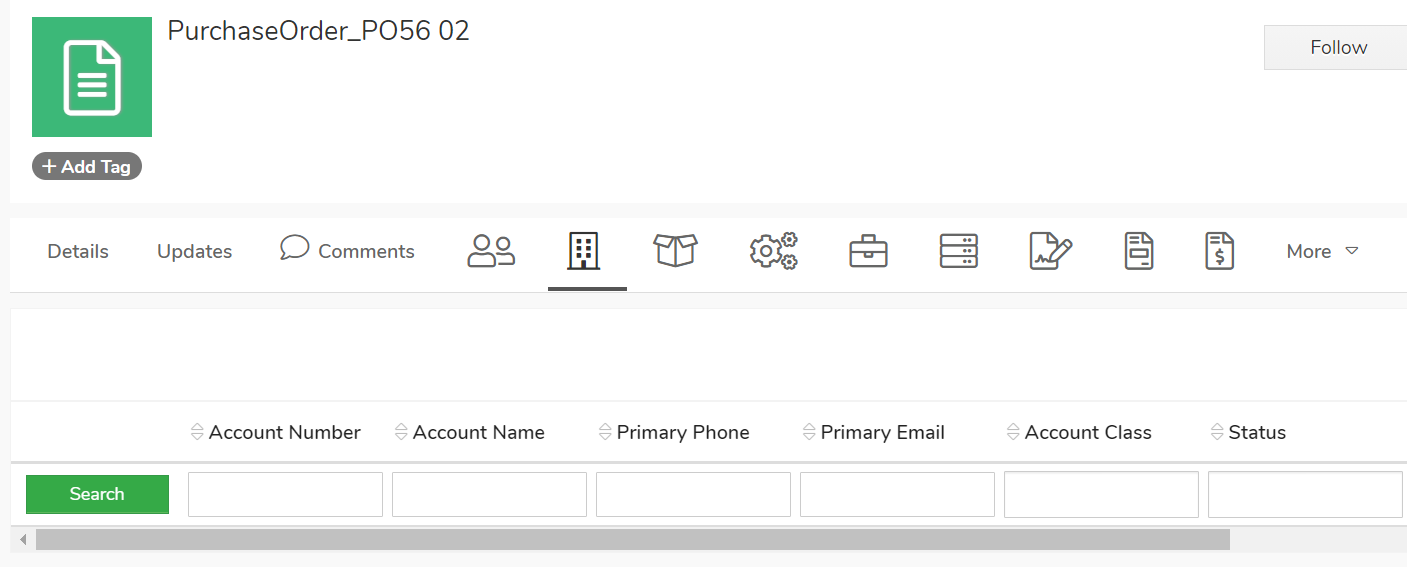 PurchaseOrder_PO56 02
Follow
+ Add Tag
Details Updates Comments More
Account Number Account Name Primary Phone Primary Email Account Class Status
Search